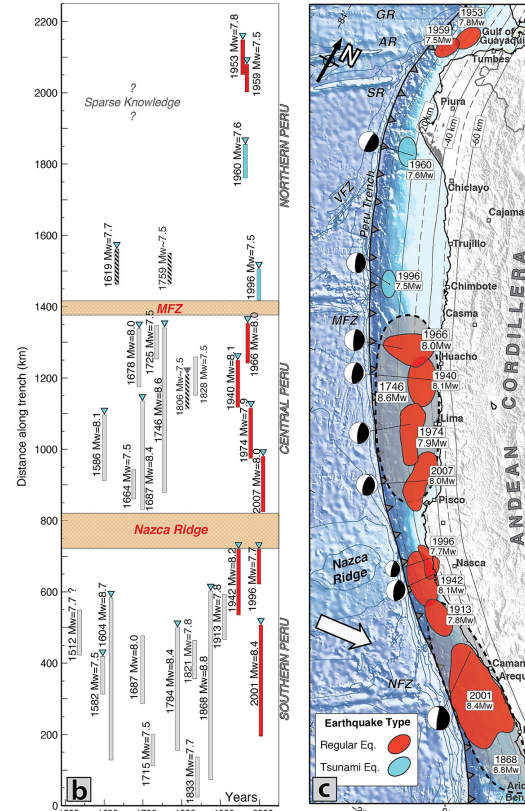 2200
2000
1800
1600
1400
1200
1000
800
600
400
200
0
Distance along trench (km)
1953 Mw=7.8
1959 Mw=7.5
?
Sparse Knowledge
?
1960 Mw=7.6
NORTHERN PERU
1619 Mw=7.7
1759 Mw~7.5
1996 Mw=7.5
MFZ
1678 Mw=8.0
1725 Mw=7.5
1746 Mw=8.6
1806 Mw=7.5
1828 Mw=7.5
1940 Mw=8.1
1966 Mw=8.0
1586 Mw=8.1
1664 Mw=7.5
1687 Mw=8.4
1974 Mw=7.9
2007 Mw=8.0
CENTRAL PERU
Nazca Ridge
1512 Mw=7.7 ?
1582 Mw=7.5
1604 Mw=8.7
1687 Mw=8.0
1715 Mw=7.5
1784 Mw=8.4
1821 Mw=7.8
1833 Mw=7.7
1868 Mw=8.8
1913 Mw=7.8
1942 Mw=8.2
1996 Mw=7.7
2001 Mw=8.4
SOUTHERN PERU
b
Years
-84
GR
AR
SR
N
1953
7.8Mw
1959
7.5Mw
Gulf of
Guayaquil
Tumbes
Piura
-20 km
-40 km
-60 km
1960
7.6Mw
VFZ
Peru Trench
Chiclayo
Cajama
Trujillo
1996
7.5Mw
Chimbote
MFZ
Casma
1966
8.0Mw
Huacho
1940
8.1Mw
1746
8.6Mw
Lima
1974
7.9Mw
2007
8.0Mw
Pisco
ANDEAN CORDILLERA
1996
7.7Mw
Nazca
Nazca
Ridge
1942
8.1Mw
1913
7.8Mw
NFZ
Caman
Arequ
2001
8.4Mw
1868
8.8Mw
Earthquake Type
Regular Eq.
Tsunami Eq.
c